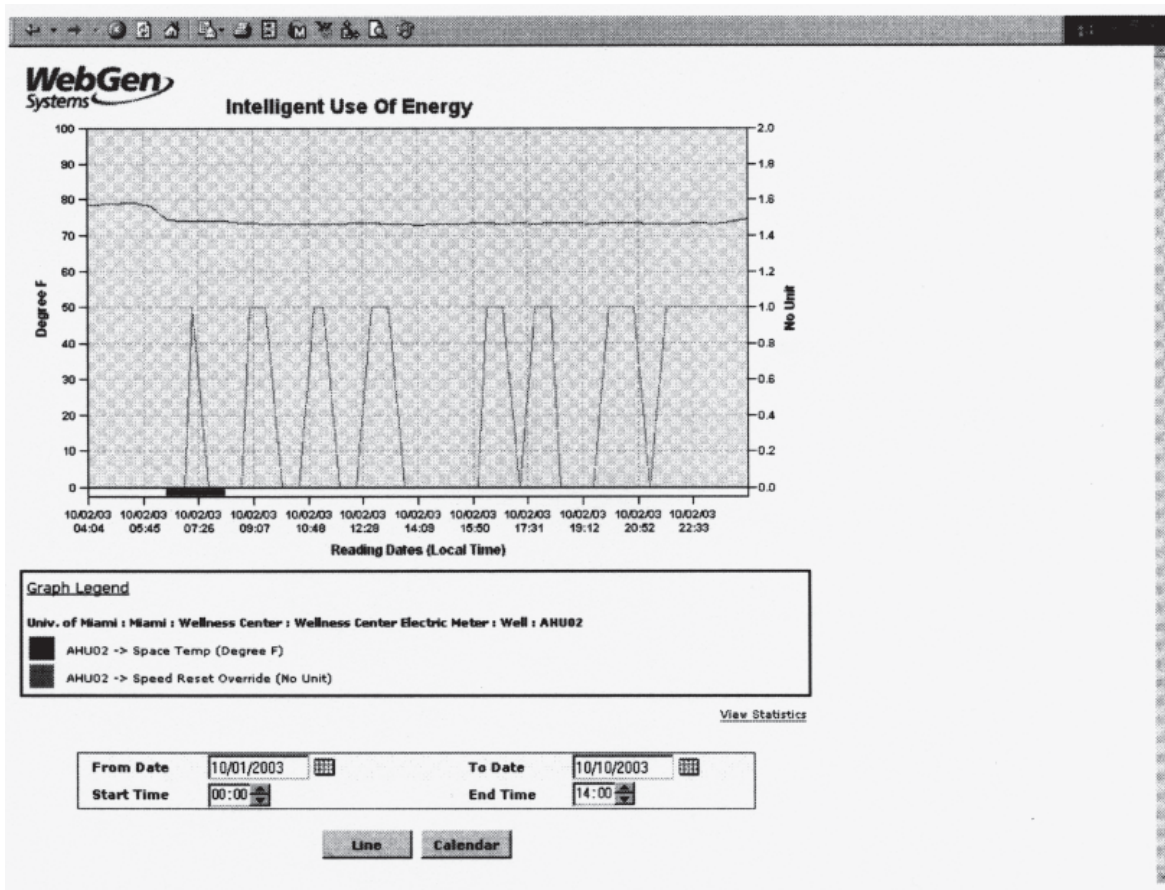 WebGen
Systems
Intelligent Use Of Energy
100
90
80
70
60
50
40
30
20
10
0
Degree F
2.0
1.8
1.6
1.4
1.2
1.0
0.8
0.6
0.4
0.2
0.0
No Unit
10/02/03 10/02/03 10/02/03 10/02/03 10/02/03 10/02/03 10/02/03 10/02/03 10/02/03 10/02/03 10/02/03 10/02/03
04:04 05:45 07:26 09:07 10:48 12:28 14:09 15:50 17:31 19:12 20:52 22:33
Reading Dates (Local Time)
Graph Legend
Univ. of Miami : Miami : Wellness Center : Wellness Center Electric Meter : Well : AHU02
AHU02 -> Space Temp (Degree F)
AHU02 -> Speed Reset Override (No Unit)
View Statistics
From Date 10/01/2003 To Date 10/10/2003
Start Time 00:00 End Time 14:00
Line Calendar